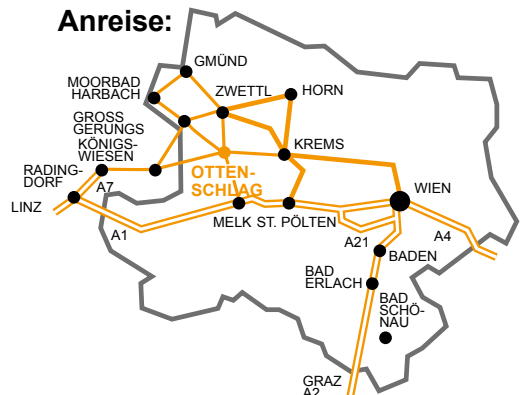 Anreise:
GMÜND
MOORBAD
HARBACH
ZWETTL
HORN
GROSS
GERUNGS
KÖNIGS-
WIESEN
KREMS
RADING-
DORF
A7
OTTEN-
SCHLAG
WIEN
LINZ
A1
MELK
ST. PÖLTEN
A21
A4
BADEN
BAD
ERLACH
BAD
SCHÖ-
NAU
GRAZ
A2